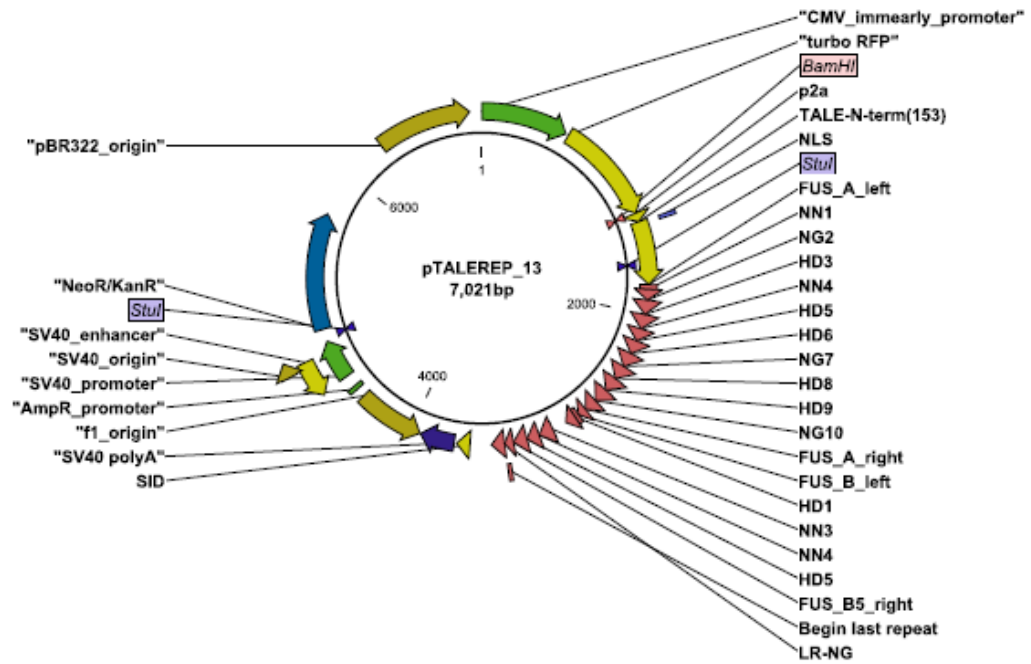 "CMV_immearly_promoter"
"turbo RFP"
BamHI
p2a
TALE-N-term(153)
NLS
StuI
FUS_A_left
NN1
NG2
HD3
NN4
HD5
HD6
NG7
HD8
HD9
NG10
FUS_A_right
FUS_B_left
HD1
NN3
NN4
HD5
FUS_B5_right
Begin last repeat
LR-NG
"pBR322_origin"
"NeoR/KanR"
StuI
"SV40_enhancer"
"SV40_origin"
"SV40_promoter"
"AmpR_promoter"
"f1_origin"
"SV40 polyA"
SID
1
2000
4000
6000
pTALEREP_13
7,021bp